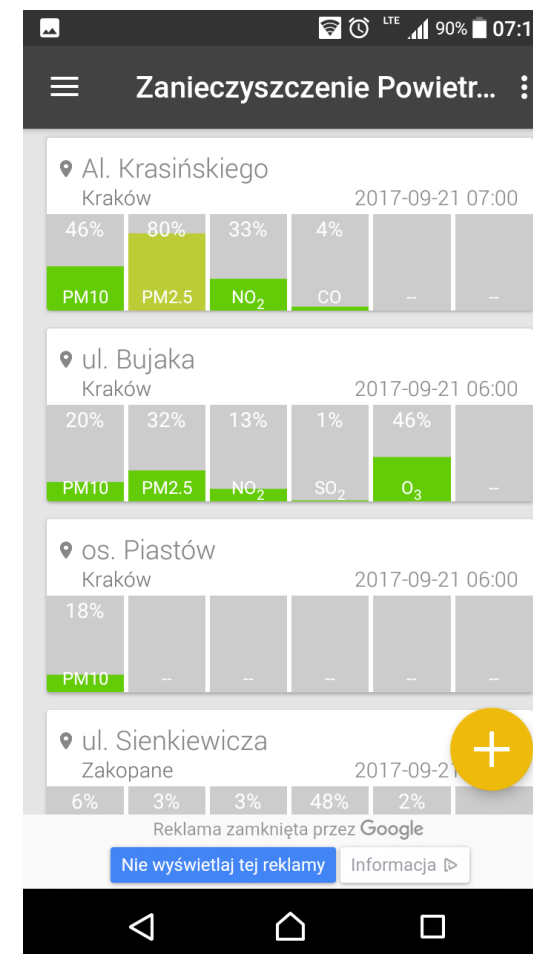 LTE 90% 07:1
Zanieczyszczenie Powietr...
Al. Krasińskiego
Kraków 2017-09-21 07:00
46% 80% 33% 4%
PM10 PM2.5 NO2 CO -- --
ul. Bujaka
Kraków 2017-09-21 06:00
20% 32% 13% 1% 46%
PM10 PM2.5 NO2 SO2 O3 --
os. Piastów
Kraków 2017-09-21 06:00
18%
PM10 -- -- -- -- --
ul. Sienkiewicza
Zakopane 2017-09-21
6% 3% 3% 48% 2%
Reklama zamknięta przez Google
Nie wyświetlaj tej reklamy Informacja